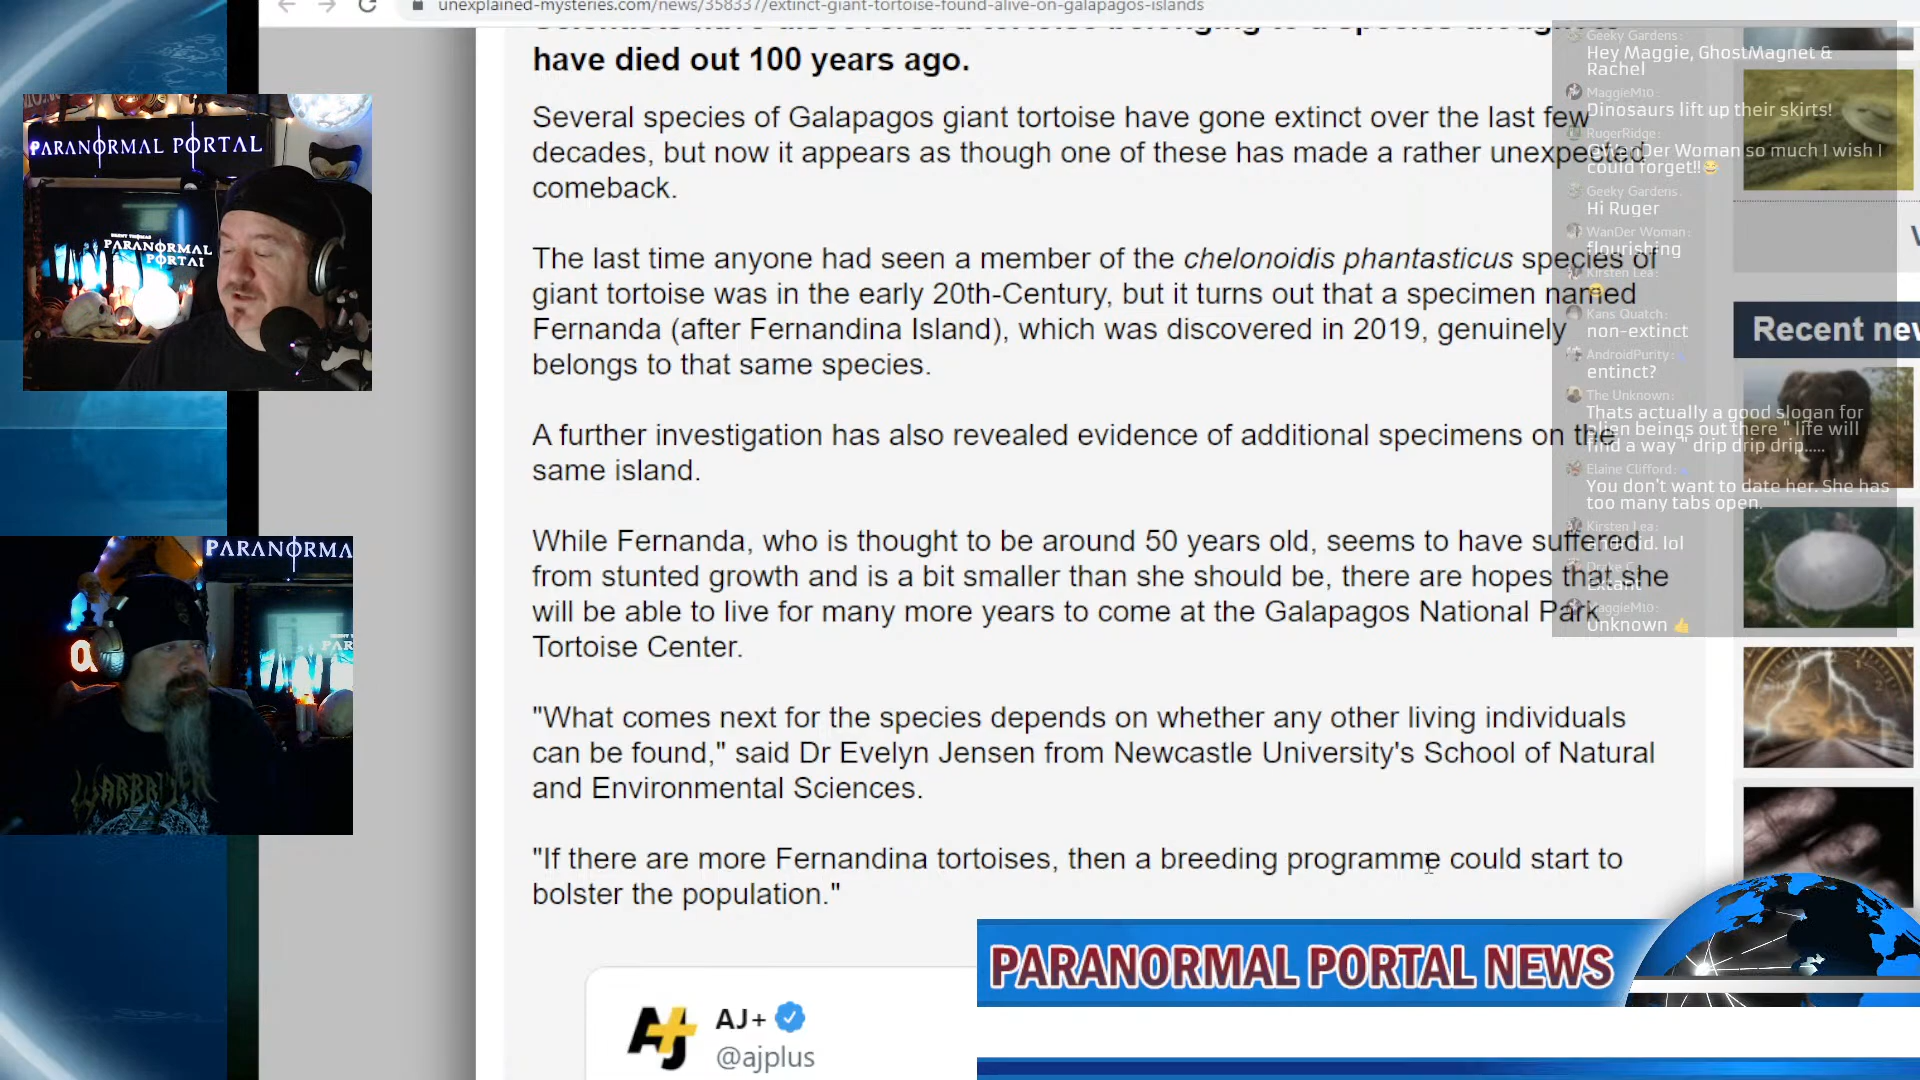 unexplained-mysteries.com/news/358337/extinct-giant-tortoise-found-alive-on-galapagos-islands
have died out 100 years ago.
Several species of Galapagos giant tortoise have gone extinct over the last few
decades, but now it appears as though one of these has made a rather unexpected
comeback.
The last time anyone had seen a member of the chelonoidis phantasticus species of
giant tortoise was in the early 20th-Century, but it turns out that a specimen named
Fernanda (after Fernandina Island), which was discovered in 2019, genuinely
belongs to that same species.
A further investigation has also revealed evidence of additional specimens on the
same island.
While Fernanda, who is thought to be around 50 years old, seems to have suffered
from stunted growth and is a bit smaller than she should be, there are hopes that she
will be able to live for many more years to come at the Galapagos National Park
Tortoise Center.
"What comes next for the species depends on whether any other living individuals
can be found," said Dr Evelyn Jensen from Newcastle University's School of Natural
and Environmental Sciences.
"If there are more Fernandina tortoises, then a breeding programme could start to
bolster the population."
AJ+
@ajplus
Geeky Gardens:
Hey Maggie, GhostMagnet &
Rachel
MaggieM10:
Dinosaurs lift up their skirts!
RugerRidge:
@WanDer Woman so much I wish I
could forget!!😂
Geeky Gardens:
Hi Ruger
WanDer Woman:
flourishing
Kirsten Lea:
Kans Quatch:
non-extinct
AndroidPurity:
entinct?
The Unknown:
Thats actually a good slogan for
alien beings out there " life will
find a way " drip drip drip.....
Elaine Clifford:
You don't want to date her. She has
too many tabs open.
Kirsten Lea:
android. lol
Drake C:
Extant
MaggieM10:
Unknown 👍
Recent
PARANORMAL PORTAL NEWS
PARANORMAL PORTAL
PARANORMAL
PORTAL
PARANORMA
WARBRINGER